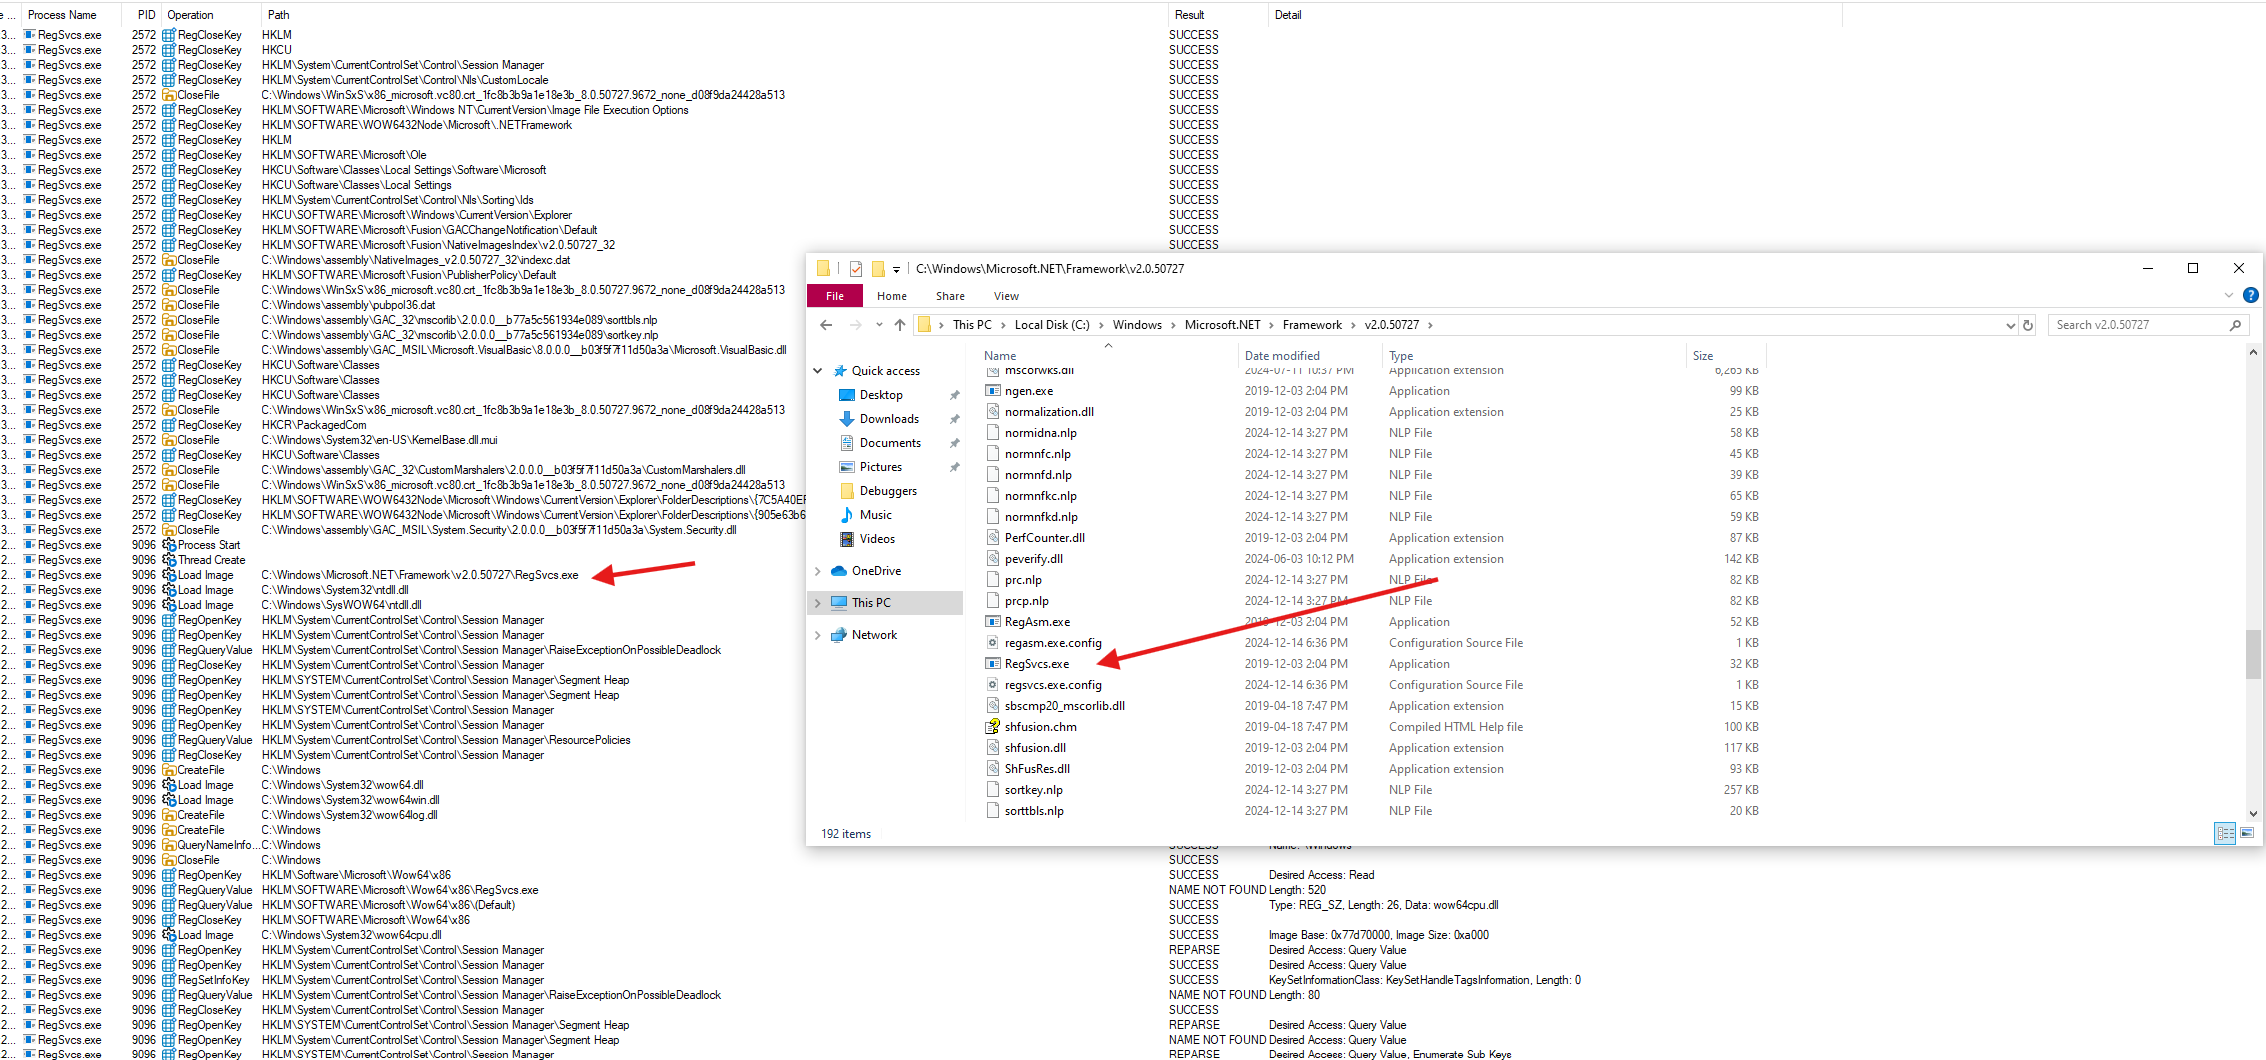 e ... Process Name PID Operation Path Result Detail
3... RegSvcs.exe 2572 RegCloseKey HKLM SUCCESS
3... RegSvcs.exe 2572 RegCloseKey HKCU SUCCESS
3... RegSvcs.exe 2572 RegCloseKey HKLM\System\CurrentControlSet\Control\Session Manager SUCCESS
3... RegSvcs.exe 2572 RegCloseKey HKLM\System\CurrentControlSet\Control\Nls\CustomLocale SUCCESS
3... RegSvcs.exe 2572 CloseFile C:\Windows\WinSxS\x86_microsoft.vc80.crt_1fc8b3b9a1e18e3b_8.0.50727.9672_none_d08f9da24428a513 SUCCESS
3... RegSvcs.exe 2572 RegCloseKey HKLM\SOFTWARE\Microsoft\Windows NT\CurrentVersion\Image File Execution Options SUCCESS
3... RegSvcs.exe 2572 RegCloseKey HKLM\SOFTWARE\WOW6432Node\Microsoft\.NETFramework SUCCESS
3... RegSvcs.exe 2572 RegCloseKey HKLM SUCCESS
3... RegSvcs.exe 2572 RegCloseKey HKLM\SOFTWARE\Microsoft\Ole SUCCESS
3... RegSvcs.exe 2572 RegCloseKey HKCU\Software\Classes\Local Settings\Software\Microsoft SUCCESS
3... RegSvcs.exe 2572 RegCloseKey HKCU\Software\Classes\Local Settings SUCCESS
3... RegSvcs.exe 2572 RegCloseKey HKLM\System\CurrentControlSet\Control\Nls\Sorting\Ids SUCCESS
3... RegSvcs.exe 2572 RegCloseKey HKCU\SOFTWARE\Microsoft\Windows\CurrentVersion\Explorer SUCCESS
3... RegSvcs.exe 2572 RegCloseKey HKLM\SOFTWARE\Microsoft\Fusion\GACChangeNotification\Default SUCCESS
3... RegSvcs.exe 2572 RegCloseKey HKLM\SOFTWARE\Microsoft\Fusion\NativeImagesIndex\v2.0.50727_32 SUCCESS
3... RegSvcs.exe 2572 CloseFile C:\Windows\assembly\NativeImages_v2.0.50727_32\indexc.dat
3... RegSvcs.exe 2572 RegCloseKey HKLM\SOFTWARE\Microsoft\Fusion\PublisherPolicy\Default
3... RegSvcs.exe 2572 CloseFile C:\Windows\WinSxS\x86_microsoft.vc80.crt_1fc8b3b9a1e18e3b_8.0.50727.9672_none_d08f9da24428a513
3... RegSvcs.exe 2572 CloseFile C:\Windows\assembly\pubpol36.dat
3... RegSvcs.exe 2572 CloseFile C:\Windows\assembly\GAC_32\mscorlib\2.0.0.0__b77a5c561934e089\sorttbls.nlp
3... RegSvcs.exe 2572 CloseFile C:\Windows\assembly\GAC_32\mscorlib\2.0.0.0__b77a5c561934e089\sortkey.nlp
3... RegSvcs.exe 2572 CloseFile C:\Windows\assembly\GAC_MSIL\Microsoft.VisualBasic\8.0.0.0__b03f5f7f11d50a3a\Microsoft.VisualBasic.dll
3... RegSvcs.exe 2572 RegCloseKey HKCU\Software\Classes
3... RegSvcs.exe 2572 RegCloseKey HKCU\Software\Classes
3... RegSvcs.exe 2572 RegCloseKey HKCU\Software\Classes
3... RegSvcs.exe 2572 CloseFile C:\Windows\WinSxS\x86_microsoft.vc80.crt_1fc8b3b9a1e18e3b_8.0.50727.9672_none_d08f9da24428a513
3... RegSvcs.exe 2572 RegCloseKey HKCR\PackagedCom
3... RegSvcs.exe 2572 CloseFile C:\Windows\System32\en-US\KernelBase.dll.mui
3... RegSvcs.exe 2572 RegCloseKey HKCU\Software\Classes
3... RegSvcs.exe 2572 CloseFile C:\Windows\assembly\GAC_32\CustomMarshalers\2.0.0.0__b03f5f7f11d50a3a\CustomMarshalers.dll
3... RegSvcs.exe 2572 CloseFile C:\Windows\WinSxS\x86_microsoft.vc80.crt_1fc8b3b9a1e18e3b_8.0.50727.9672_none_d08f9da24428a513
3... RegSvcs.exe 2572 RegCloseKey HKLM\SOFTWARE\WOW6432Node\Microsoft\Windows\CurrentVersion\Explorer\FolderDescriptions\{7C5A40EF
3... RegSvcs.exe 2572 RegCloseKey HKLM\SOFTWARE\WOW6432Node\Microsoft\Windows\CurrentVersion\Explorer\FolderDescriptions\{905e63b6
3... RegSvcs.exe 2572 CloseFile C:\Windows\assembly\GAC_MSIL\System.Security\2.0.0.0__b03f5f7f11d50a3a\System.Security.dll
2... RegSvcs.exe 9096 Process Start
2... RegSvcs.exe 9096 Thread Create
2... RegSvcs.exe 9096 Load Image C:\Windows\Microsoft.NET\Framework\v2.0.50727\RegSvcs.exe
2... RegSvcs.exe 9096 Load Image C:\Windows\System32\ntdll.dll
2... RegSvcs.exe 9096 Load Image C:\Windows\SysWOW64\ntdll.dll
2... RegSvcs.exe 9096 RegOpenKey HKLM\System\CurrentControlSet\Control\Session Manager
2... RegSvcs.exe 9096 RegOpenKey HKLM\System\CurrentControlSet\Control\Session Manager
2... RegSvcs.exe 9096 RegQueryValue HKLM\System\CurrentControlSet\Control\Session Manager\RaiseExceptionOnPossibleDeadlock
2... RegSvcs.exe 9096 RegCloseKey HKLM\System\CurrentControlSet\Control\Session Manager
2... RegSvcs.exe 9096 RegOpenKey HKLM\SYSTEM\CurrentControlSet\Control\Session Manager\Segment Heap
2... RegSvcs.exe 9096 RegOpenKey HKLM\System\CurrentControlSet\Control\Session Manager\Segment Heap
2... RegSvcs.exe 9096 RegOpenKey HKLM\SYSTEM\CurrentControlSet\Control\Session Manager
2... RegSvcs.exe 9096 RegOpenKey HKLM\System\CurrentControlSet\Control\Session Manager
2... RegSvcs.exe 9096 RegQueryValue HKLM\System\CurrentControlSet\Control\Session Manager\ResourcePolicies
2... RegSvcs.exe 9096 RegCloseKey HKLM\System\CurrentControlSet\Control\Session Manager
2... RegSvcs.exe 9096 CreateFile C:\Windows
2... RegSvcs.exe 9096 Load Image C:\Windows\System32\wow64.dll
2... RegSvcs.exe 9096 Load Image C:\Windows\System32\wow64win.dll
2... RegSvcs.exe 9096 CreateFile C:\Windows\System32\wow64log.dll
2... RegSvcs.exe 9096 CreateFile C:\Windows
2... RegSvcs.exe 9096 QueryNameInfo... C:\Windows Name: \Windows
2... RegSvcs.exe 9096 CloseFile C:\Windows SUCCESS
2... RegSvcs.exe 9096 RegOpenKey HKLM\Software\Microsoft\Wow64\x86 SUCCESS Desired Access: Read
2... RegSvcs.exe 9096 RegQueryValue HKLM\SOFTWARE\Microsoft\Wow64\x86\RegSvcs.exe NAME NOT FOUND Length: 520
2... RegSvcs.exe 9096 RegQueryValue HKLM\SOFTWARE\Microsoft\Wow64\x86\(Default) SUCCESS Type: REG_SZ, Length: 26, Data: wow64cpu.dll
2... RegSvcs.exe 9096 RegCloseKey HKLM\SOFTWARE\Microsoft\Wow64\x86 SUCCESS
2... RegSvcs.exe 9096 Load Image C:\Windows\System32\wow64cpu.dll SUCCESS Image Base: 0x77d70000, Image Size: 0xa000
2... RegSvcs.exe 9096 RegOpenKey HKLM\System\CurrentControlSet\Control\Session Manager REPARSE Desired Access: Query Value
2... RegSvcs.exe 9096 RegOpenKey HKLM\System\CurrentControlSet\Control\Session Manager SUCCESS Desired Access: Query Value
2... RegSvcs.exe 9096 RegSetInfoKey HKLM\System\CurrentControlSet\Control\Session Manager SUCCESS KeySetInformationClass: KeySetHandleTagsInformation, Length: 0
2... RegSvcs.exe 9096 RegQueryValue HKLM\System\CurrentControlSet\Control\Session Manager\RaiseExceptionOnPossibleDeadlock NAME NOT FOUND Length: 80
2... RegSvcs.exe 9096 RegCloseKey HKLM\System\CurrentControlSet\Control\Session Manager SUCCESS
2... RegSvcs.exe 9096 RegOpenKey HKLM\SYSTEM\CurrentControlSet\Control\Session Manager\Segment Heap REPARSE Desired Access: Query Value
2... RegSvcs.exe 9096 RegOpenKey HKLM\System\CurrentControlSet\Control\Session Manager\Segment Heap NAME NOT FOUND Desired Access: Query Value
2... RegSvcs.exe 9096 RegOpenKey HKLM\SYSTEM\CurrentControlSet\Control\Session Manager REPARSE Desired Access: Query Value, Enumerate Sub Keys
C:\Windows\Microsoft.NET\Framework\v2.0.50727
File Home Share View
This PC Local Disk (C:) Windows Microsoft.NET Framework v2.0.50727 Search v2.0.50727
Quick access
Desktop
Downloads
Documents
Pictures
Debuggers
Music
Videos
OneDrive
This PC
Network
Name Date modified Type Size
mscorwks.dll 2024-07-11 10:37 PM Application extension 6,265 KB
ngen.exe 2019-12-03 2:04 PM Application 99 KB
normalization.dll 2019-12-03 2:04 PM Application extension 25 KB
normidna.nlp 2024-12-14 3:27 PM NLP File 58 KB
normnfc.nlp 2024-12-14 3:27 PM NLP File 45 KB
normnfd.nlp 2024-12-14 3:27 PM NLP File 39 KB
normnfkc.nlp 2024-12-14 3:27 PM NLP File 65 KB
normnfkd.nlp 2024-12-14 3:27 PM NLP File 59 KB
PerfCounter.dll 2019-12-03 2:04 PM Application extension 87 KB
peverify.dll 2024-06-03 10:12 PM Application extension 142 KB
prc.nlp 2024-12-14 3:27 PM NLP File 82 KB
prcp.nlp 2024-12-14 3:27 PM NLP File 82 KB
RegAsm.exe 2019-12-03 2:04 PM Application 52 KB
regasm.exe.config 2024-12-14 6:36 PM Configuration Source File 1 KB
RegSvcs.exe 2019-12-03 2:04 PM Application 32 KB
regsvcs.exe.config 2024-12-14 6:36 PM Configuration Source File 1 KB
sbscmp20_mscorlib.dll 2019-04-18 7:47 PM Application extension 15 KB
shfusion.chm 2019-04-18 7:47 PM Compiled HTML Help file 100 KB
shfusion.dll 2019-12-03 2:04 PM Application extension 117 KB
ShFusRes.dll 2019-12-03 2:04 PM Application extension 93 KB
sortkey.nlp 2024-12-14 3:27 PM NLP File 257 KB
sorttbls.nlp 2024-12-14 3:27 PM NLP File 20 KB
192 items